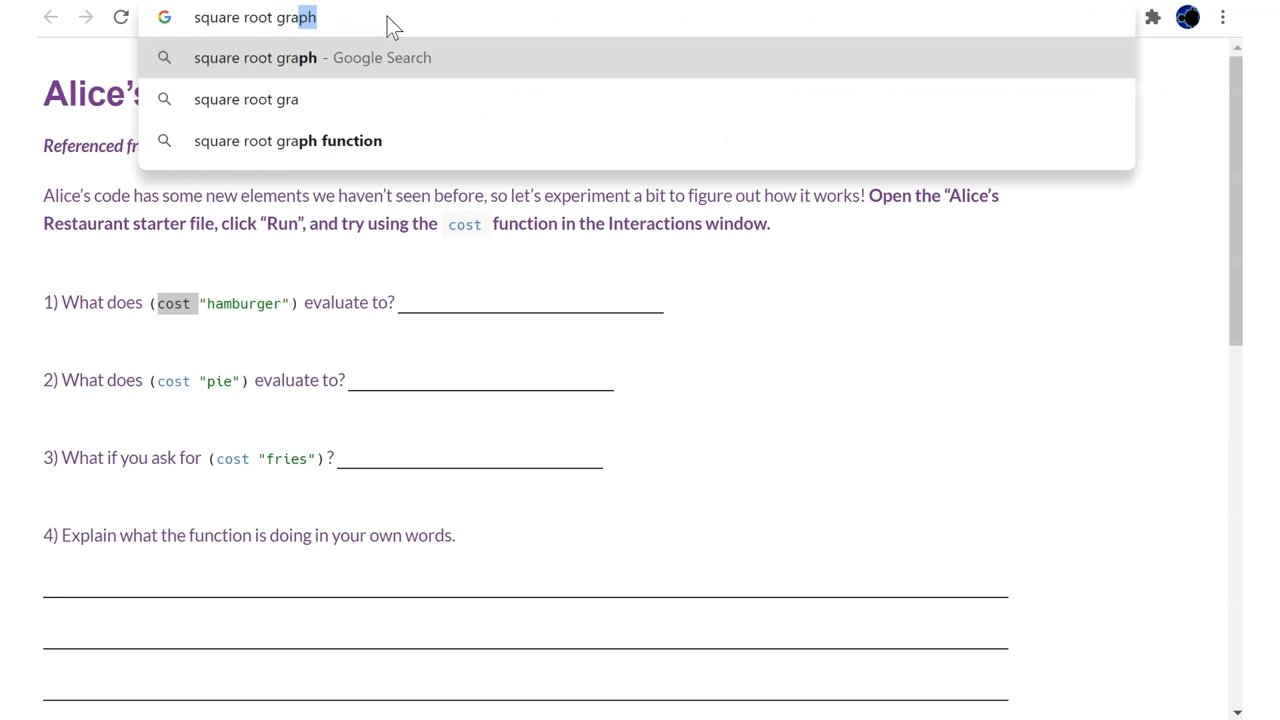 square root graph
square root graph - Google Search
square root gra
square root graph function
Alice's
Referenced fr
Alice's code has some new elements we haven't seen before, so let's experiment a bit to figure out how it works! Open the “Alice's
Restaurant starter file, click “Run”, and try using the cost function in the Interactions window.
1) What does (cost "hamburger") evaluate to?
2) What does (cost "pie") evaluate to?
3) What if you ask for (cost "fries")?
4) Explain what the function is doing in your own words.